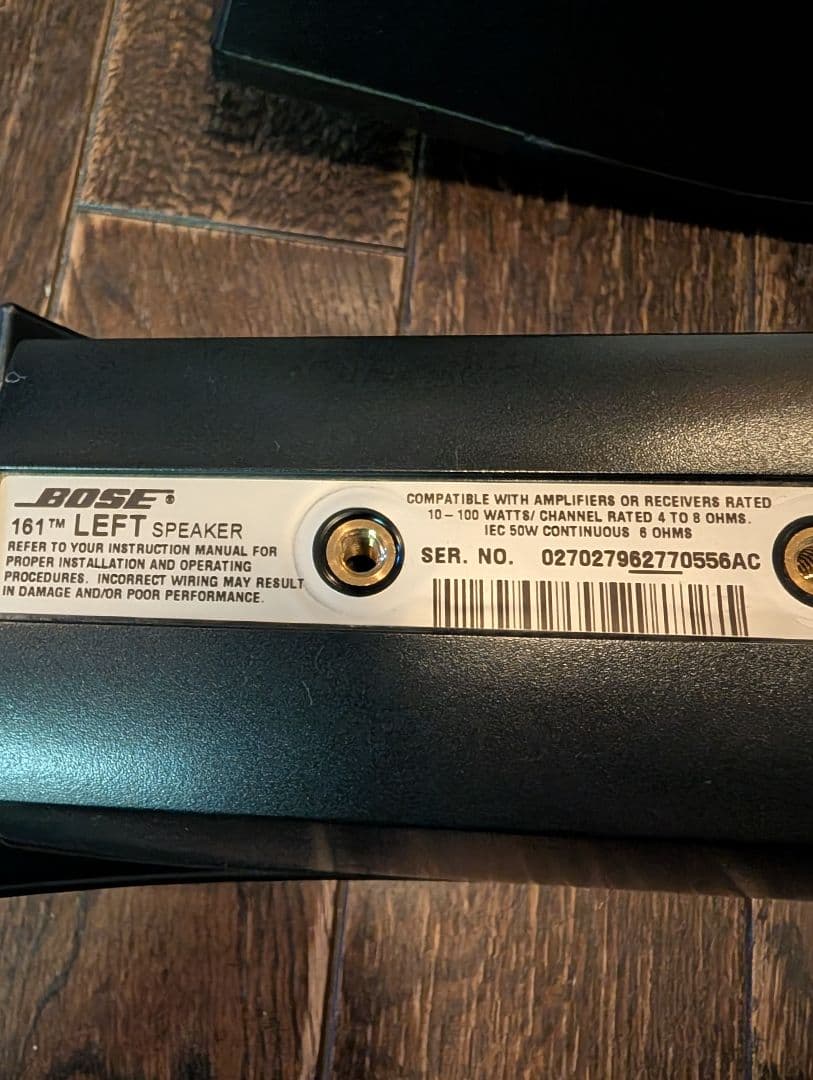 BOSE®
161™ LEFT SPEAKER
REFER TO YOUR INSTRUCTION MANUAL FOR
PROPER INSTALLATION AND OPERATING
PROCEDURES. INCORRECT WIRING MAY RESULT
IN DAMAGE AND/OR POOR PERFORMANCE.
COMPATIBLE WITH AMPLIFIERS OR RECEIVERS RATED
10-100 WATTS/ CHANNEL RATED 4 TO 8 OHMS.
IEC 50W CONTINUOUS 6 OHMS
SER. NO. 027027962770556AC